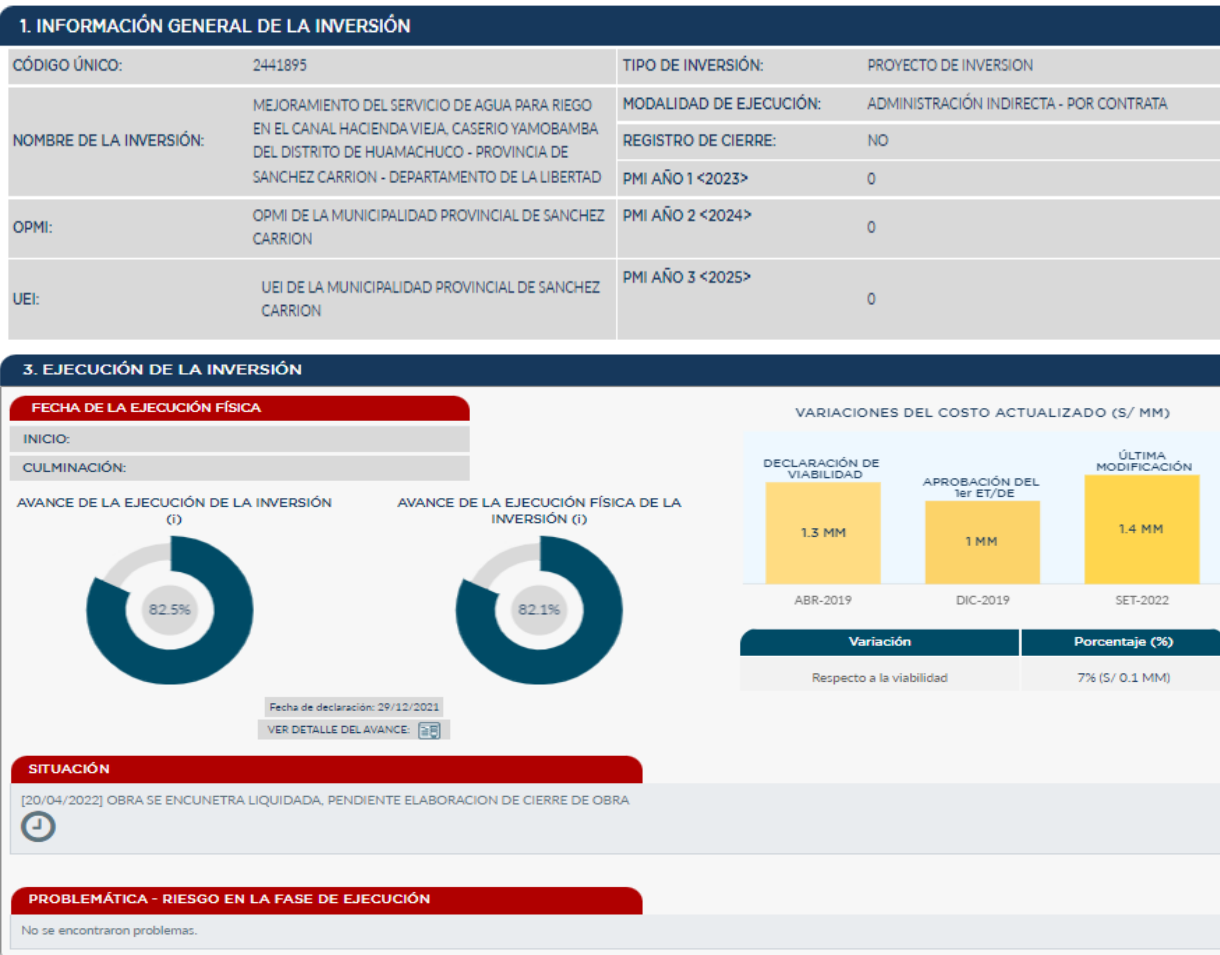 1. INFORMACIÓN GENERAL DE LA INVERSIÓN
CÓDIGO ÚNICO:
2441895
TIPO DE INVERSIÓN:
PROYECTO DE INVERSION
NOMBRE DE LA INVERSIÓN:
MEJORAMIENTO DEL SERVICIO DE AGUA PARA RIEGO
EN EL CANAL HACIENDA VIEJA, CASERIO YAMOBAMBA
DEL DISTRITO DE HUAMACHUCO - PROVINCIA DE
SANCHEZ CARRION - DEPARTAMENTO DE LA LIBERTAD
MODALIDAD DE EJECUCIÓN:
ADMINISTRACIÓN INDIRECTA - POR CONTRATA
REGISTRO DE CIERRE:
NO
PMI AÑO 1 <2023>
0
OPMI:
OPMI DE LA MUNICIPALIDAD PROVINCIAL DE SANCHEZ
CARRION
PMI AÑO 2 <2024>
0
UEI:
UEI DE LA MUNICIPALIDAD PROVINCIAL DE SANCHEZ
CARRION
PMI AÑO 3 <2025>
0
3. EJECUCIÓN DE LA INVERSIÓN
FECHA DE LA EJECUCIÓN FÍSICA
INICIO:
CULMINACIÓN:
AVANCE DE LA EJECUCIÓN DE LA INVERSIÓN
(i)
82.5%
AVANCE DE LA EJECUCIÓN FÍSICA DE LA
INVERSIÓN (i)
82.1%
Fecha de declaración: 29/12/2021
VER DETALLE DEL AVANCE:
VARIACIONES DEL COSTO ACTUALIZADO (S/ MM)
DECLARACIÓN DE
VIABILIDAD
1.3 MM
ABR-2019
APROBACIÓN DEL
1er ET/DE
1 MM
DIC-2019
ÚLTIMA
MODIFICACIÓN
1.4 MM
SET-2022
Variación
Porcentaje (%)
Respecto a la viabilidad
7% (S/ 0.1 MM)
SITUACIÓN
[20/04/2022] OBRA SE ENCUNETRA LIQUIDADA, PENDIENTE ELABORACION DE CIERRE DE OBRA
PROBLEMÁTICA - RIESGO EN LA FASE DE EJECUCIÓN
No se encontraron problemas.